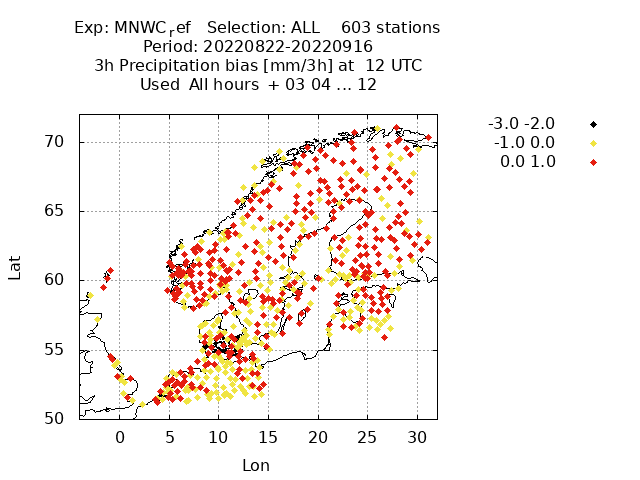 Exp: MNWC_ref   Selection: ALL    603 stations
Period: 20220822-20220916
3h Precipitation bias [mm/3h] at  12 UTC
Used  All hours  + 03 04 ... 12
-3.0 -2.0
-1.0 0.0
0.0 1.0
70
65
60
55
50
Lat
0 5 10 15 20 25 30
Lon